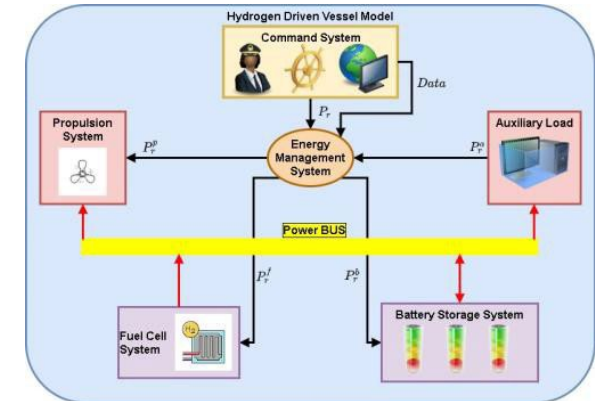 Hydrogen Driven Vessel Model
Command System
Data
P_r
Propulsion
System
P_r^p
Energy
Management
System
P_r^a
Auxiliary Load
Power BUS
P_r^f
P_r^b
Fuel Cell
System
H2
Battery Storage System